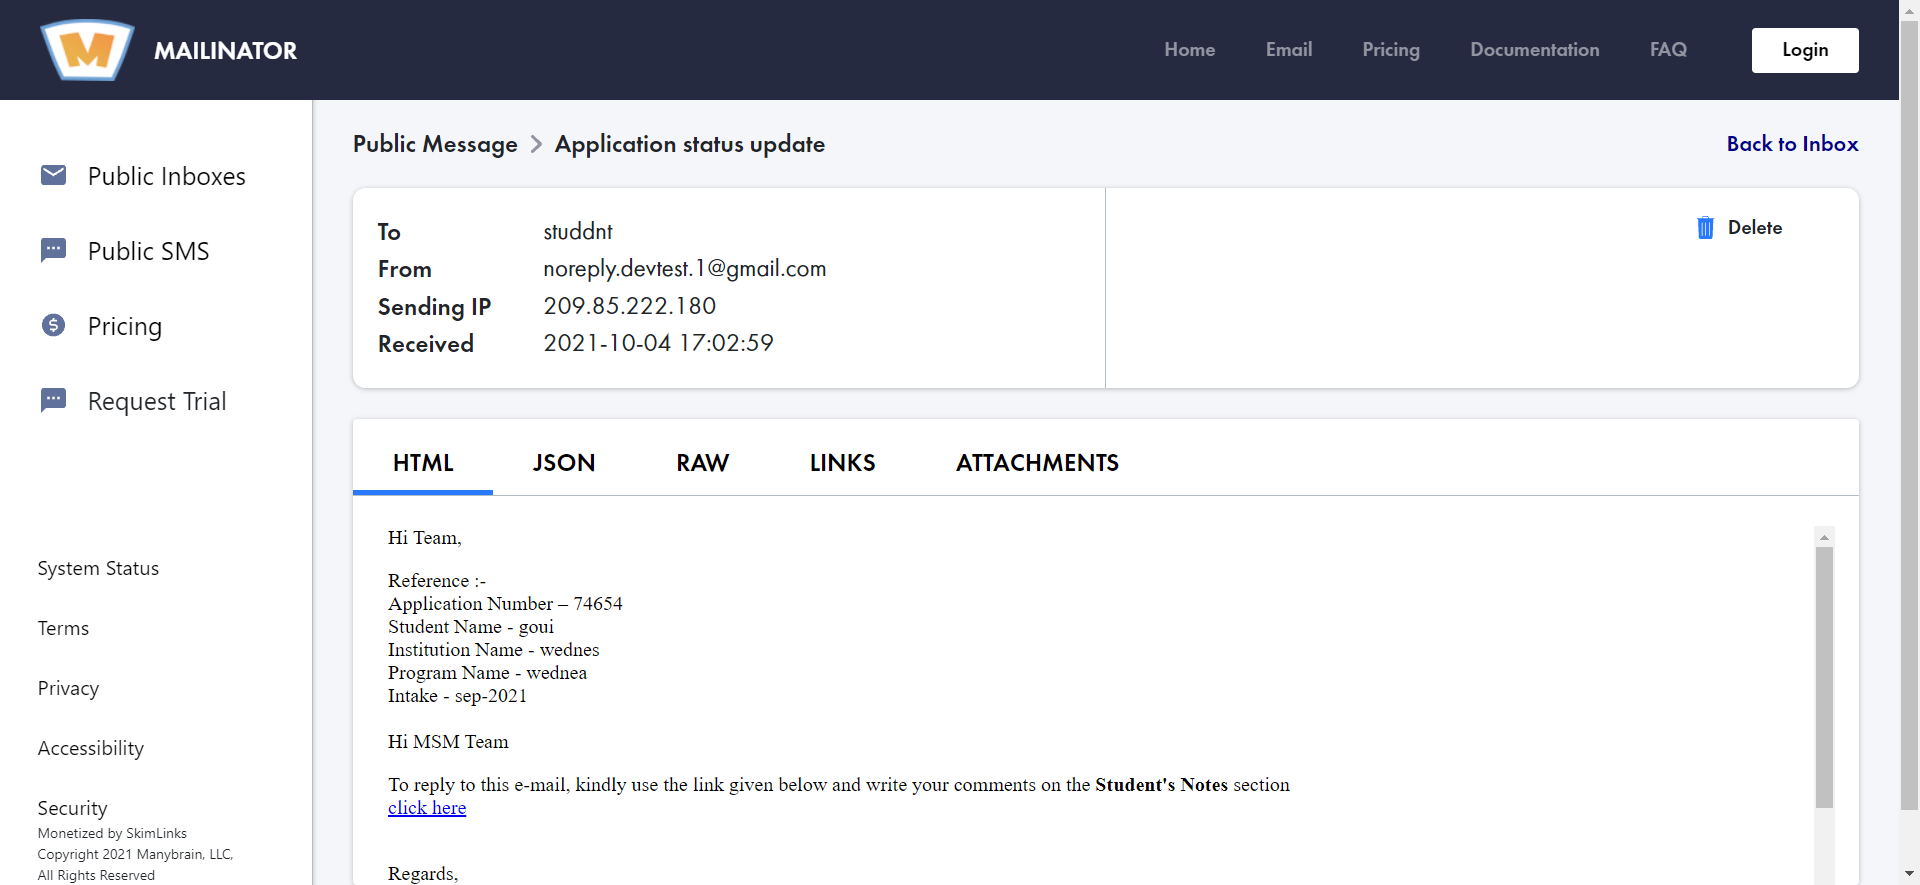 MAILINATOR
Home Email Pricing Documentation FAQ Login
Public Inboxes
Public SMS
Pricing
Request Trial
System Status
Terms
Privacy
Accessibility
Security
Monetized by SkimLinks
Copyright 2021 Manybrain, LLC,
All Rights Reserved
Public Message > Application status update
Back to Inbox
To studdnt
From noreply.devtest.1@gmail.com
Sending IP 209.85.222.180
Received 2021-10-04 17:02:59
Delete
HTML JSON RAW LINKS ATTACHMENTS
Hi Team,
Reference :-
Application Number – 74654
Student Name - goui
Institution Name - wednes
Program Name - wednea
Intake - sep-2021
Hi MSM Team
To reply to this e-mail, kindly use the link given below and write your comments on the Student's Notes section
click here
Regards,